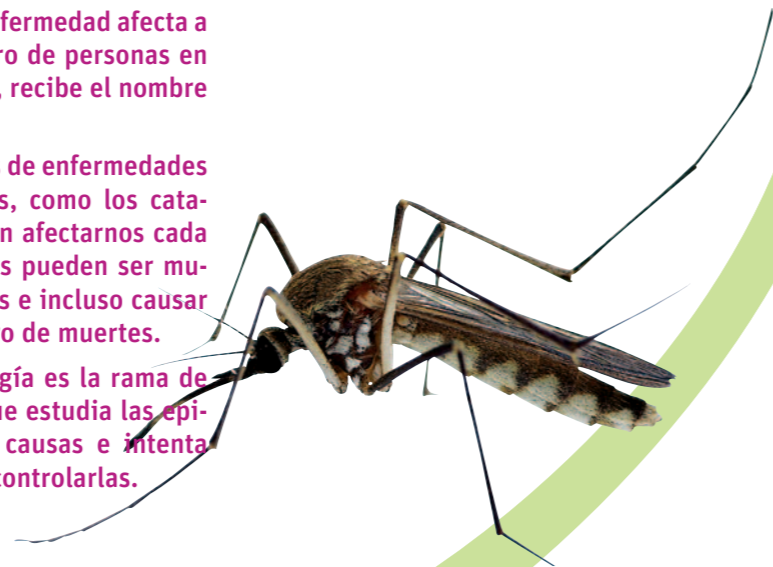 fermedad afecta a
ro de personas en
, recibe el nombre
de enfermedades
s, como los cata-
n afectarnos cada
s pueden ser mu-
s e incluso causar
o de muertes.
gía es la rama de
ue estudia las epi-
causas e intenta
controlarlas.